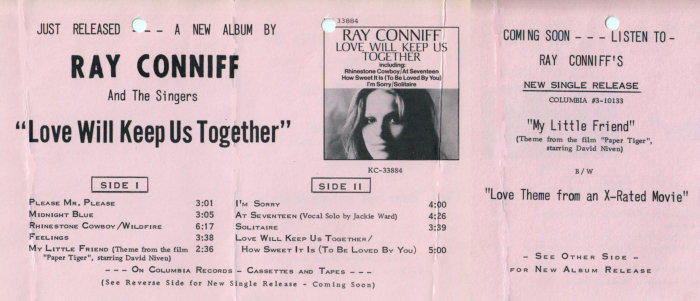 JUST RELEASED - - - A NEW ALBUM BY
RAY CONNIFF
And The Singers
"Love Will Keep Us Together"
33884
RAY CONNIFF
LOVE WILL KEEP US
TOGETHER
including:
Rhinestone Cowboy/At Seventeen
How Sweet It Is (To Be Loved By You)
I'm Sorry/Solitaire
KC-33884
SIDE I
PLEASE MR. PLEASE 3:01
MIDNIGHT BLUE 3:05
RHINESTONE COWBOY/WILDFIRE 6:17
FEELINGS 3:38
MY LITTLE FRIEND (Theme from the film 2:36
"Paper Tiger", starring David Niven)
SIDE II
I'M SORRY 4:00
AT SEVENTEEN (Vocal Solo by Jackie Ward) 4:26
SOLITAIRE 3:39
LOVE WILL KEEP US TOGETHER/
HOW SWEET IT IS (TO BE LOVED BY YOU) 5:00
- - - ON COLUMBIA RECORDS - CASSETTES AND TAPES - - -
(See Reverse Side for New Single Release - Coming Soon)
COMING SOON - - - LISTEN TO -
RAY CONNIFF'S
NEW SINGLE RELEASE
COLUMBIA #3-10133
"My Little Friend"
(Theme from the film "Paper Tiger",
starring David Niven)
B/W
"Love Theme from an X-Rated Movie"
- SEE OTHER SIDE -
FOR NEW ALBUM RELEASE